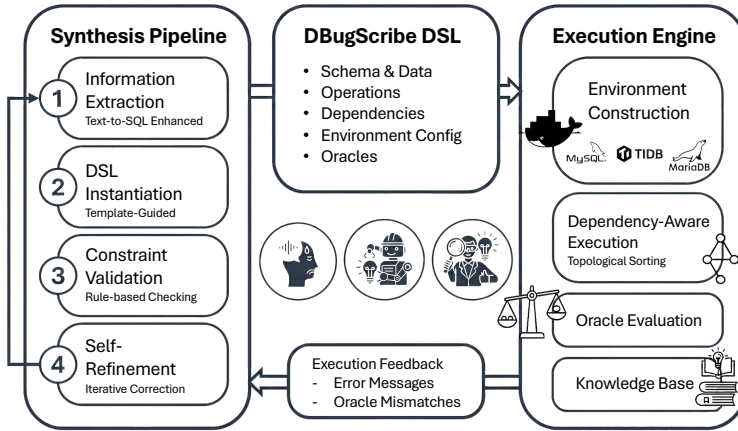 Synthesis Pipeline
1
Information
Extraction
Text-to-SQL Enhanced
2
DSL
Instantiation
Template-Guided
3
Constraint
Validation
Rule-based Checking
4
Self-
Refinement
Iterative Correction
DBugScribe DSL
• Schema & Data
• Operations
• Dependencies
• Environment Config
• Oracles
Execution Feedback
- Error Messages
- Oracle Mismatches
Execution Engine
Environment
Construction
MySQL
TiDB
MariaDB
Dependency-Aware
Execution
Topological Sorting
Oracle Evaluation
Knowledge Base